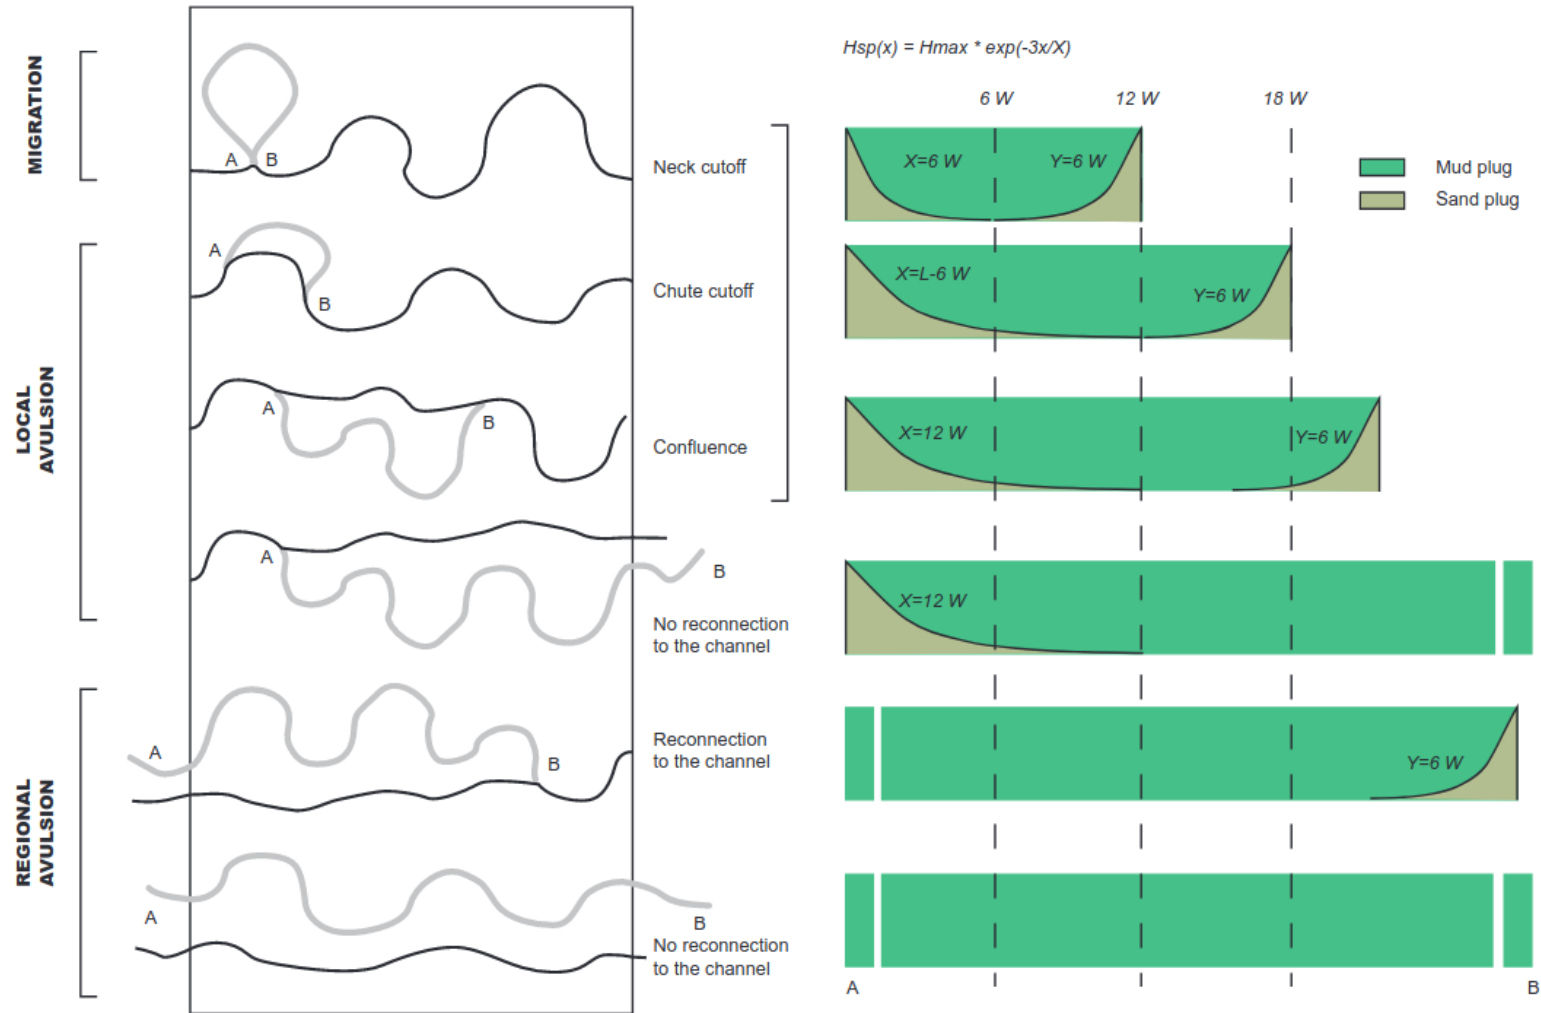 Hsp(x) = Hmax * exp(-3x/X)
6 W 12 W 18 W
MIGRATION
A B
Neck cutoff
X=6 W Y=6 W
Mud plug
Sand plug
LOCAL
AVULSION
A
B
Chute cutoff
X=L-6 W
Y=6 W
A
B
Confluence
X=12 W
Y=6 W
A
B
No reconnection
to the channel
X=12 W
REGIONAL
AVULSION
A
B
Reconnection
to the channel
Y=6 W
A
B
No reconnection
to the channel
A B